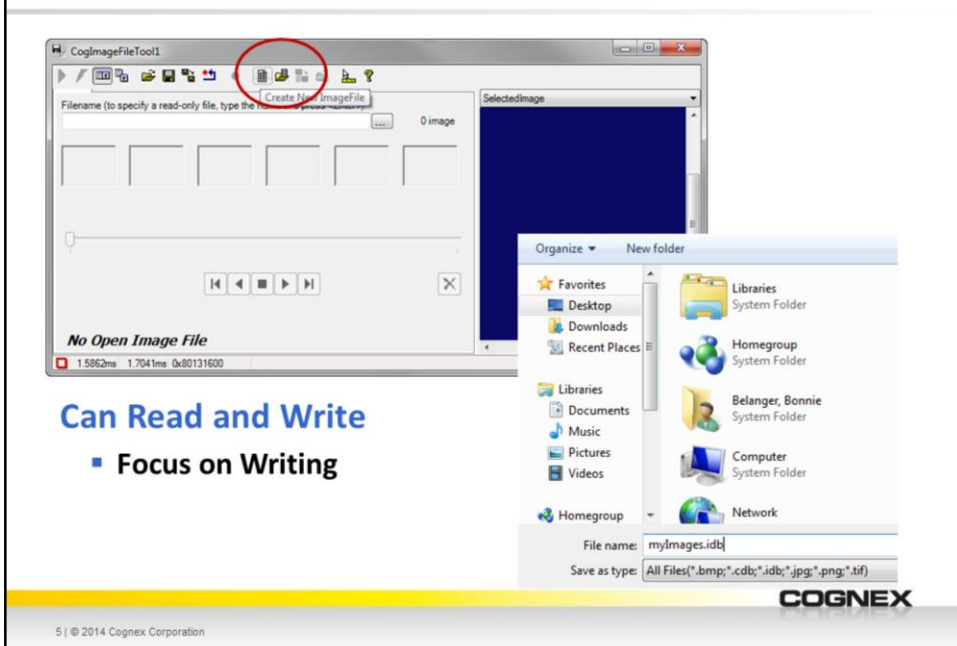 CogImageFileTool1
Create New ImageFile
Filename (to specify a read-only file, type the
SelectedImage
...
0 image
No Open Image File
1.5862ms 1.7041ms 0x80131600
Organize New folder
Favorites
Desktop
Downloads
Recent Places
Libraries
Documents
Music
Pictures
Videos
Homegroup
Libraries
System Folder
Homegroup
System Folder
Belanger, Bonnie
System Folder
Computer
System Folder
Network
File name: myImages.idb
Save as type: All Files(*.bmp;*.cdb;*.idb;*.jpg;*.png;*.tif)
Can Read and Write
▪ Focus on Writing
COGNEX
5 | © 2014 Cognex Corporation